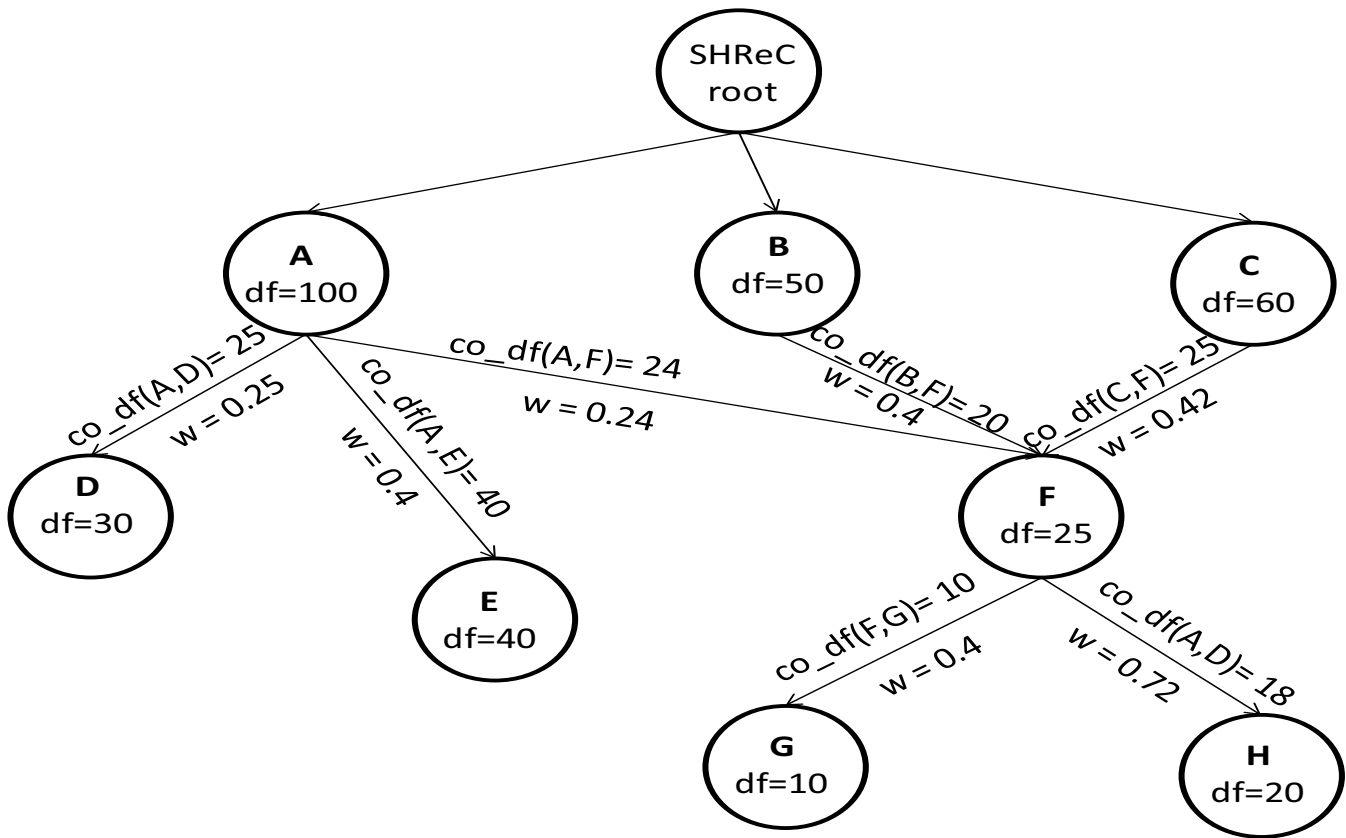 SHReC
root
A
df=100
B
df=50
C
df=60
co_df(A,D)= 25
w = 0.25
co_df(A,E)= 40
w = 0.4
co_df(A,F)= 24
w = 0.24
co_df(B,F)= 20
w = 0.4
co_df(C,F)= 25
w = 0.42
D
df=30
E
df=40
F
df=25
co_df(F,G)= 10
w = 0.4
co_df(A,D)= 18
w = 0.72
G
df=10
H
df=20